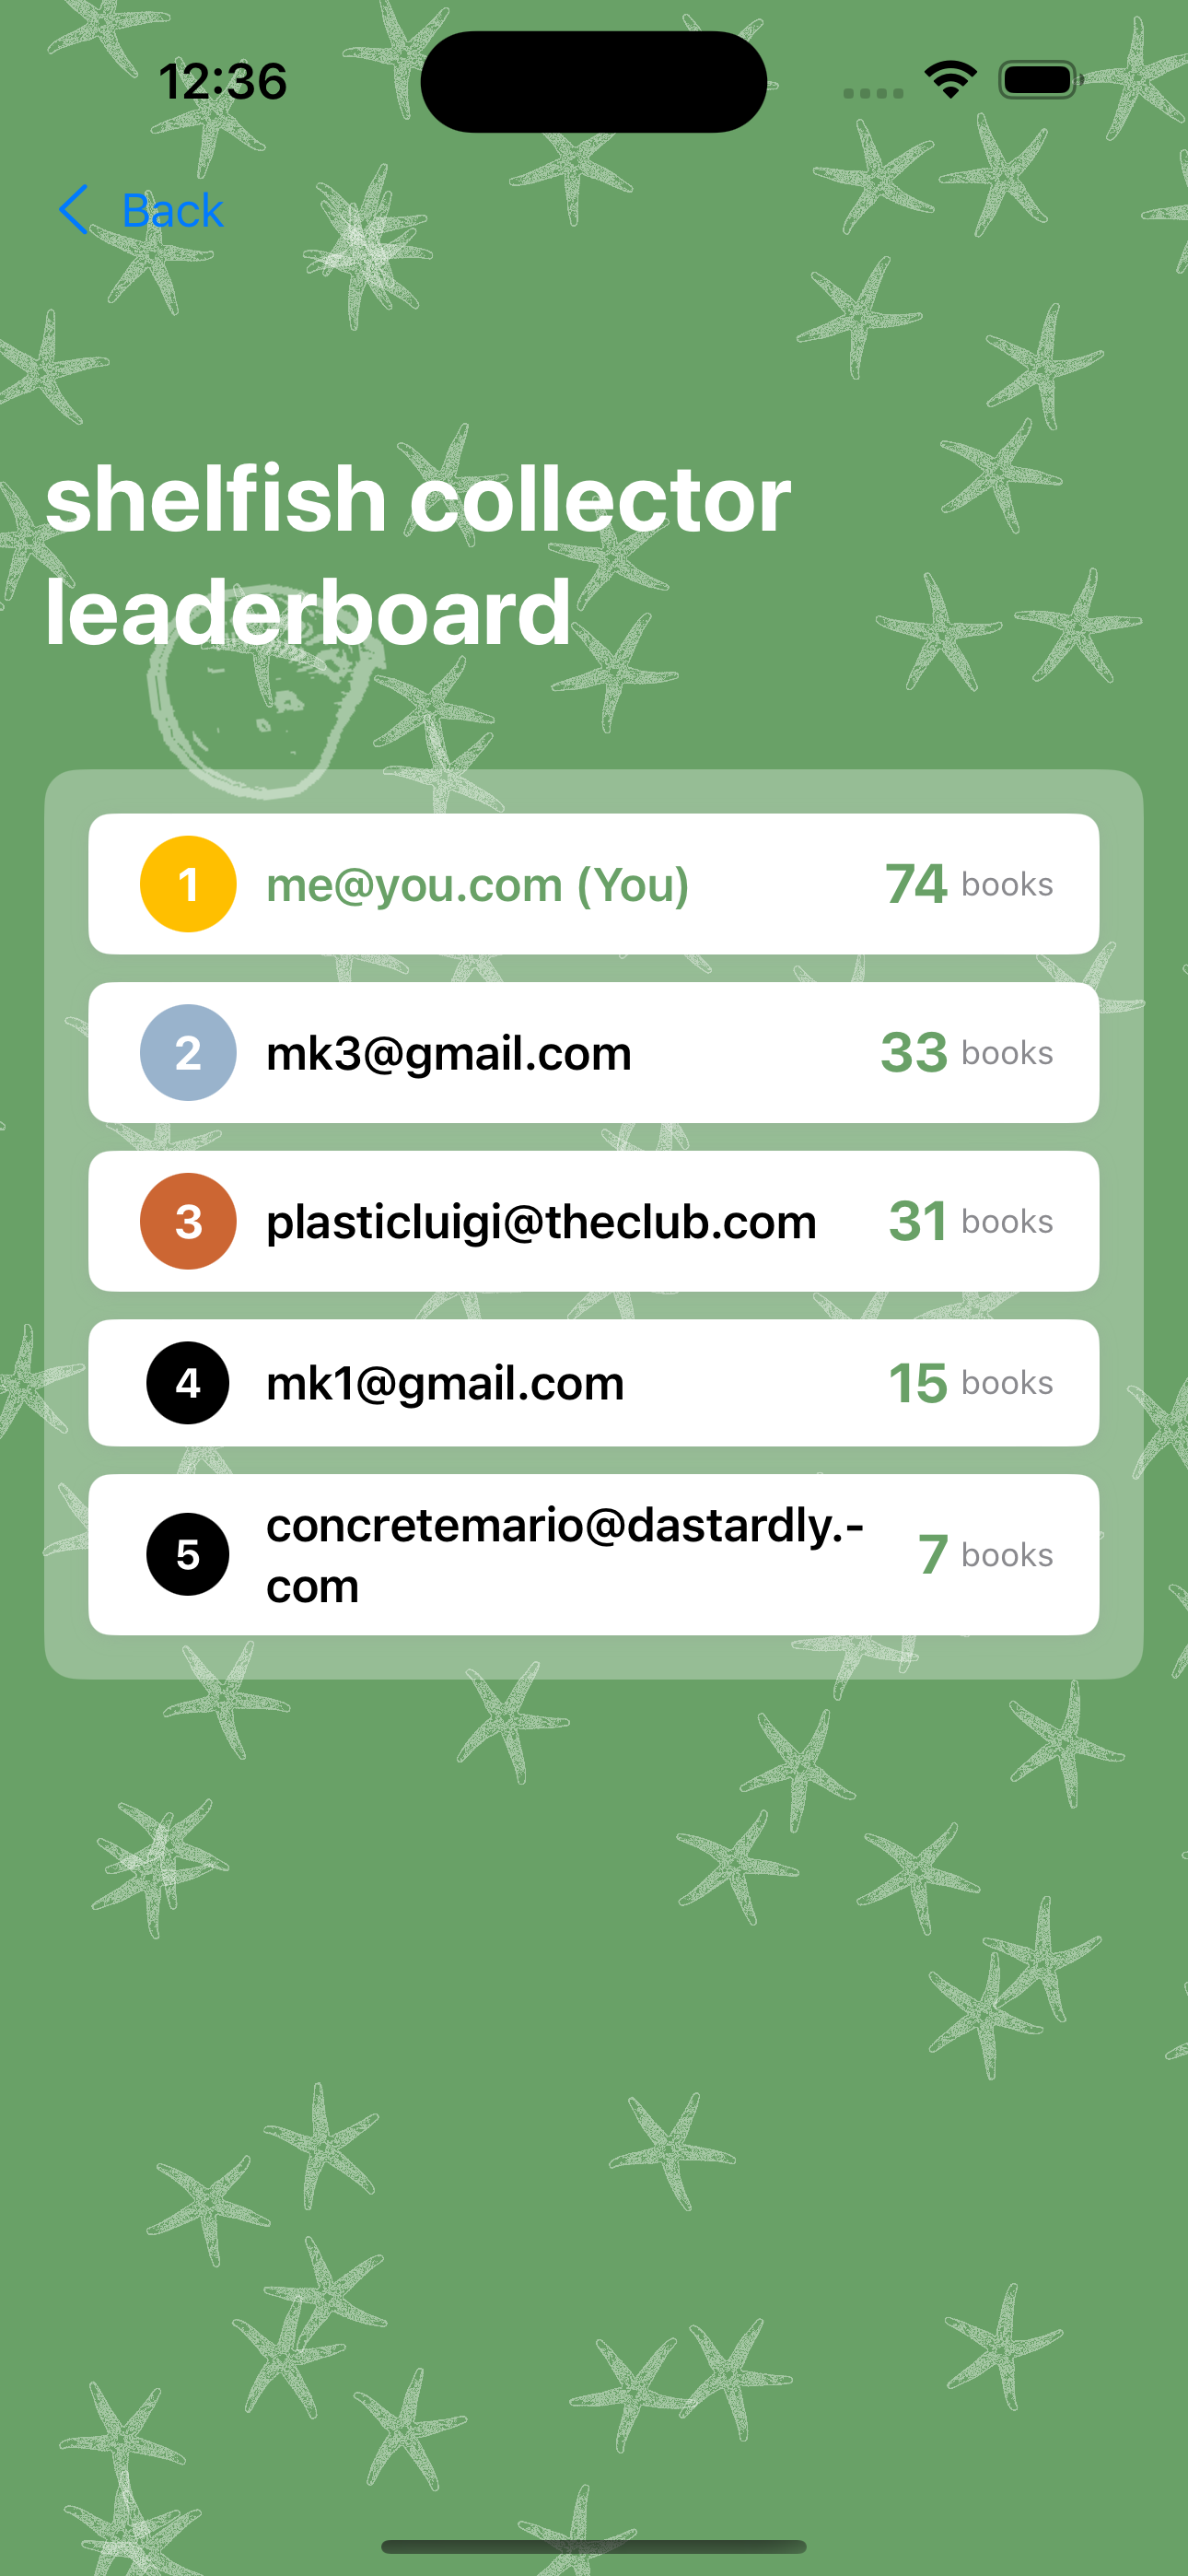 12:36
Back
shelfish collector
leaderboard
1 me@you.com (You) 74 books
2 mk3@gmail.com 33 books
3 plasticluigi@theclub.com 31 books
4 mk1@gmail.com 15 books
5 concretemario@dastardly.-
com 7 books